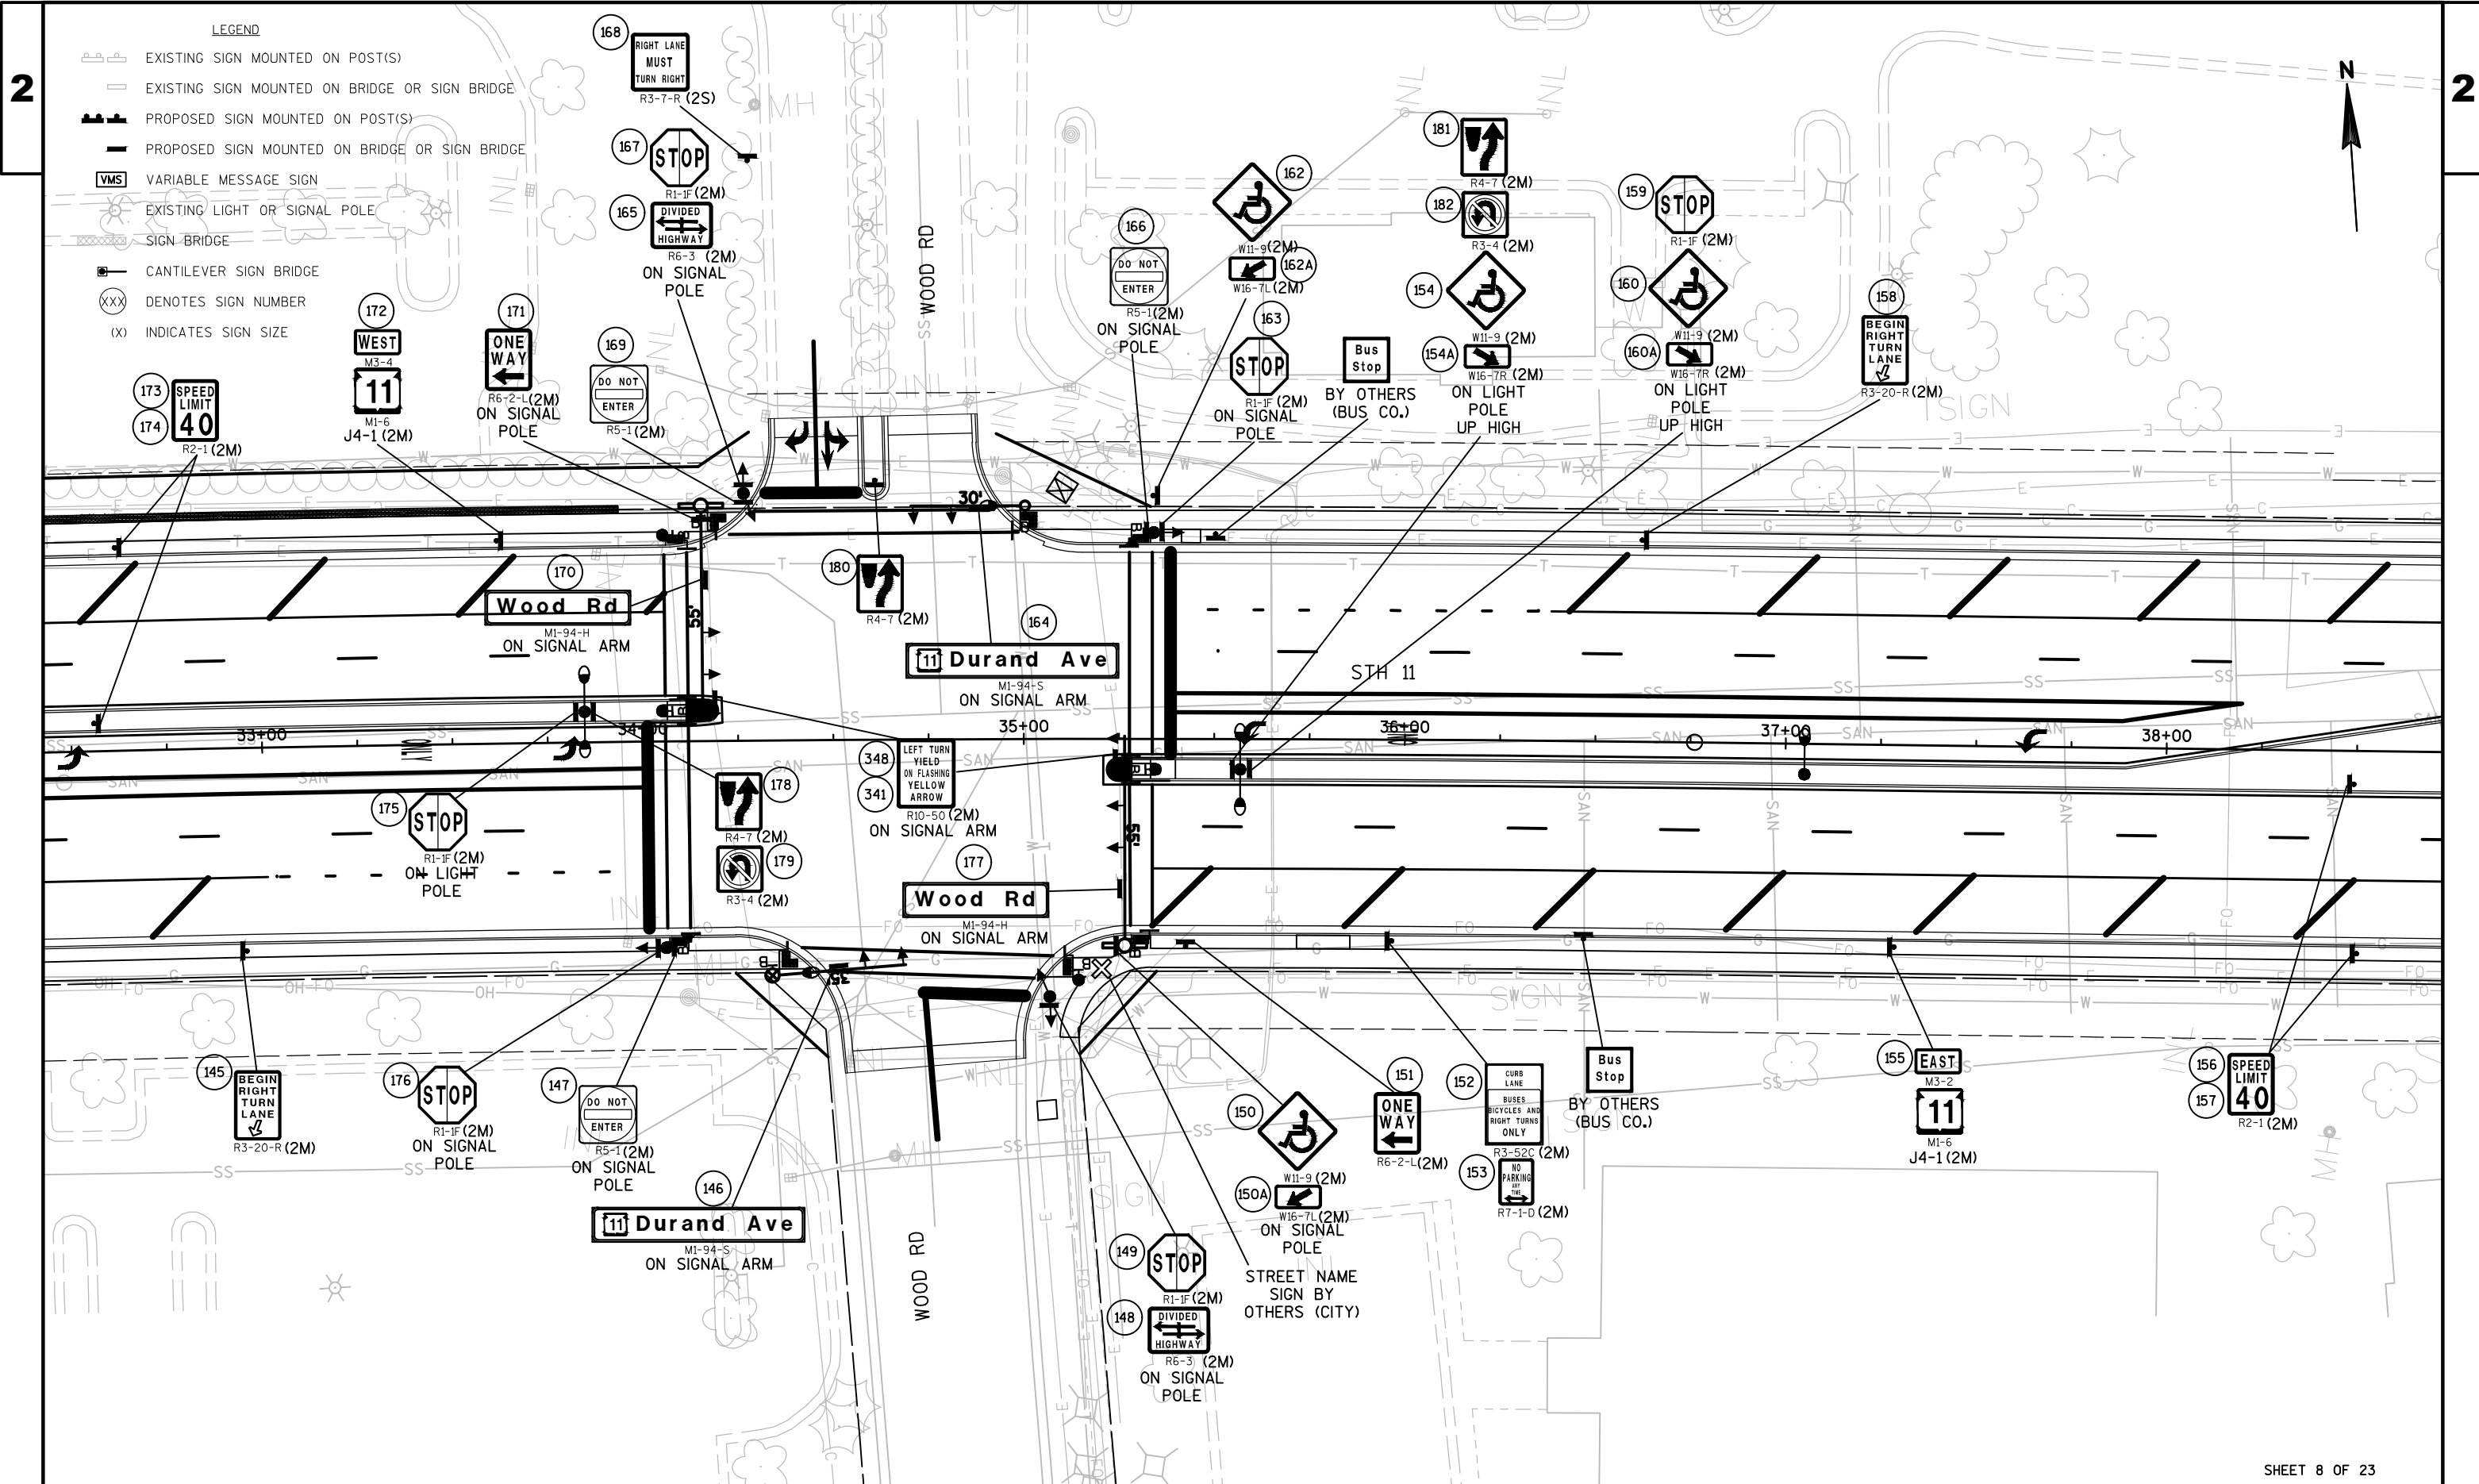 2
2
LEGEND
EXISTING SIGN MOUNTED ON POST(S)
EXISTING SIGN MOUNTED ON BRIDGE OR SIGN BRIDGE
PROPOSED SIGN MOUNTED ON POST(S)
PROPOSED SIGN MOUNTED ON BRIDGE OR SIGN BRIDGE
VMS VARIABLE MESSAGE SIGN
EXISTING LIGHT OR SIGNAL POLE
SIGN BRIDGE
CANTILEVER SIGN BRIDGE
XXX DENOTES SIGN NUMBER
(X) INDICATES SIGN SIZE
N
168
RIGHT LANE
MUST
TURN RIGHT
R3-7-R (2S)
167
STOP
R1-1F (2M)
165
DIVIDED
HIGHWAY
R6-3 (2M)
ON SIGNAL
POLE
173
174
SPEED
LIMIT
40
R2-1 (2M)
172
WEST
M3-4
11
M1-6
J4-1 (2M)
171
ONE
WAY
R6-2-L (2M)
ON SIGNAL
POLE
169
DO NOT
ENTER
R5-1 (2M)
WOOD RD
166
DO NOT
ENTER
R5-1 (2M)
ON SIGNAL
POLE
162
W11-9 (2M)
162A
W16-7L (2M)
163
STOP
R1-1F (2M)
ON SIGNAL
POLE
Bus
Stop
BY OTHERS
(BUS CO.)
181
R4-7 (2M)
182
R3-4 (2M)
154
W11-9 (2M)
154A
W16-7R (2M)
ON LIGHT
POLE
UP HIGH
159
STOP
R1-1F (2M)
160
W11-9 (2M)
160A
W16-7R (2M)
ON LIGHT
POLE
UP HIGH
158
BEGIN
RIGHT
TURN
LANE
R3-20-R (2M)
30'
170
Wood Rd
M1-94-H
ON SIGNAL ARM
55'
180
R4-7 (2M)
164
11 Durand Ave
M1-94-S
ON SIGNAL ARM
STH 11
33+00
34+00
35+00
36+00
37+00
38+00
175
STOP
R1-1F (2M)
ON LIGHT
POLE
178
R4-7 (2M)
179
R3-4 (2M)
348
341
LEFT TURN
YIELD
ON FLASHING
YELLOW
ARROW
R10-50 (2M)
ON SIGNAL ARM
55'
177
Wood Rd
M1-94-H
ON SIGNAL ARM
35'
145
BEGIN
RIGHT
TURN
LANE
R3-20-R (2M)
176
STOP
R1-1F (2M)
ON SIGNAL
POLE
147
DO NOT
ENTER
R5-1 (2M)
ON SIGNAL
POLE
146
11 Durand Ave
M1-94-S
ON SIGNAL ARM
WOOD RD
149
STOP
R1-1F (2M)
148
DIVIDED
HIGHWAY
R6-3 (2M)
ON SIGNAL
POLE
150
W11-9 (2M)
150A
W16-7L (2M)
ON SIGNAL
POLE
STREET NAME
SIGN BY
OTHERS (CITY)
151
ONE
WAY
R6-2-L (2M)
152
CURB
LANE
BUSES
BICYCLES AND
RIGHT TURNS
ONLY
R3-52C (2M)
153
NO
PARKING
ANY
TIME
R7-1-D (2M)
Bus
Stop
BY OTHERS
(BUS CO.)
155
EAST
M3-2
11
M1-6
J4-1 (2M)
156
157
SPEED
LIMIT
40
R2-1 (2M)
SHEET 8 OF 23